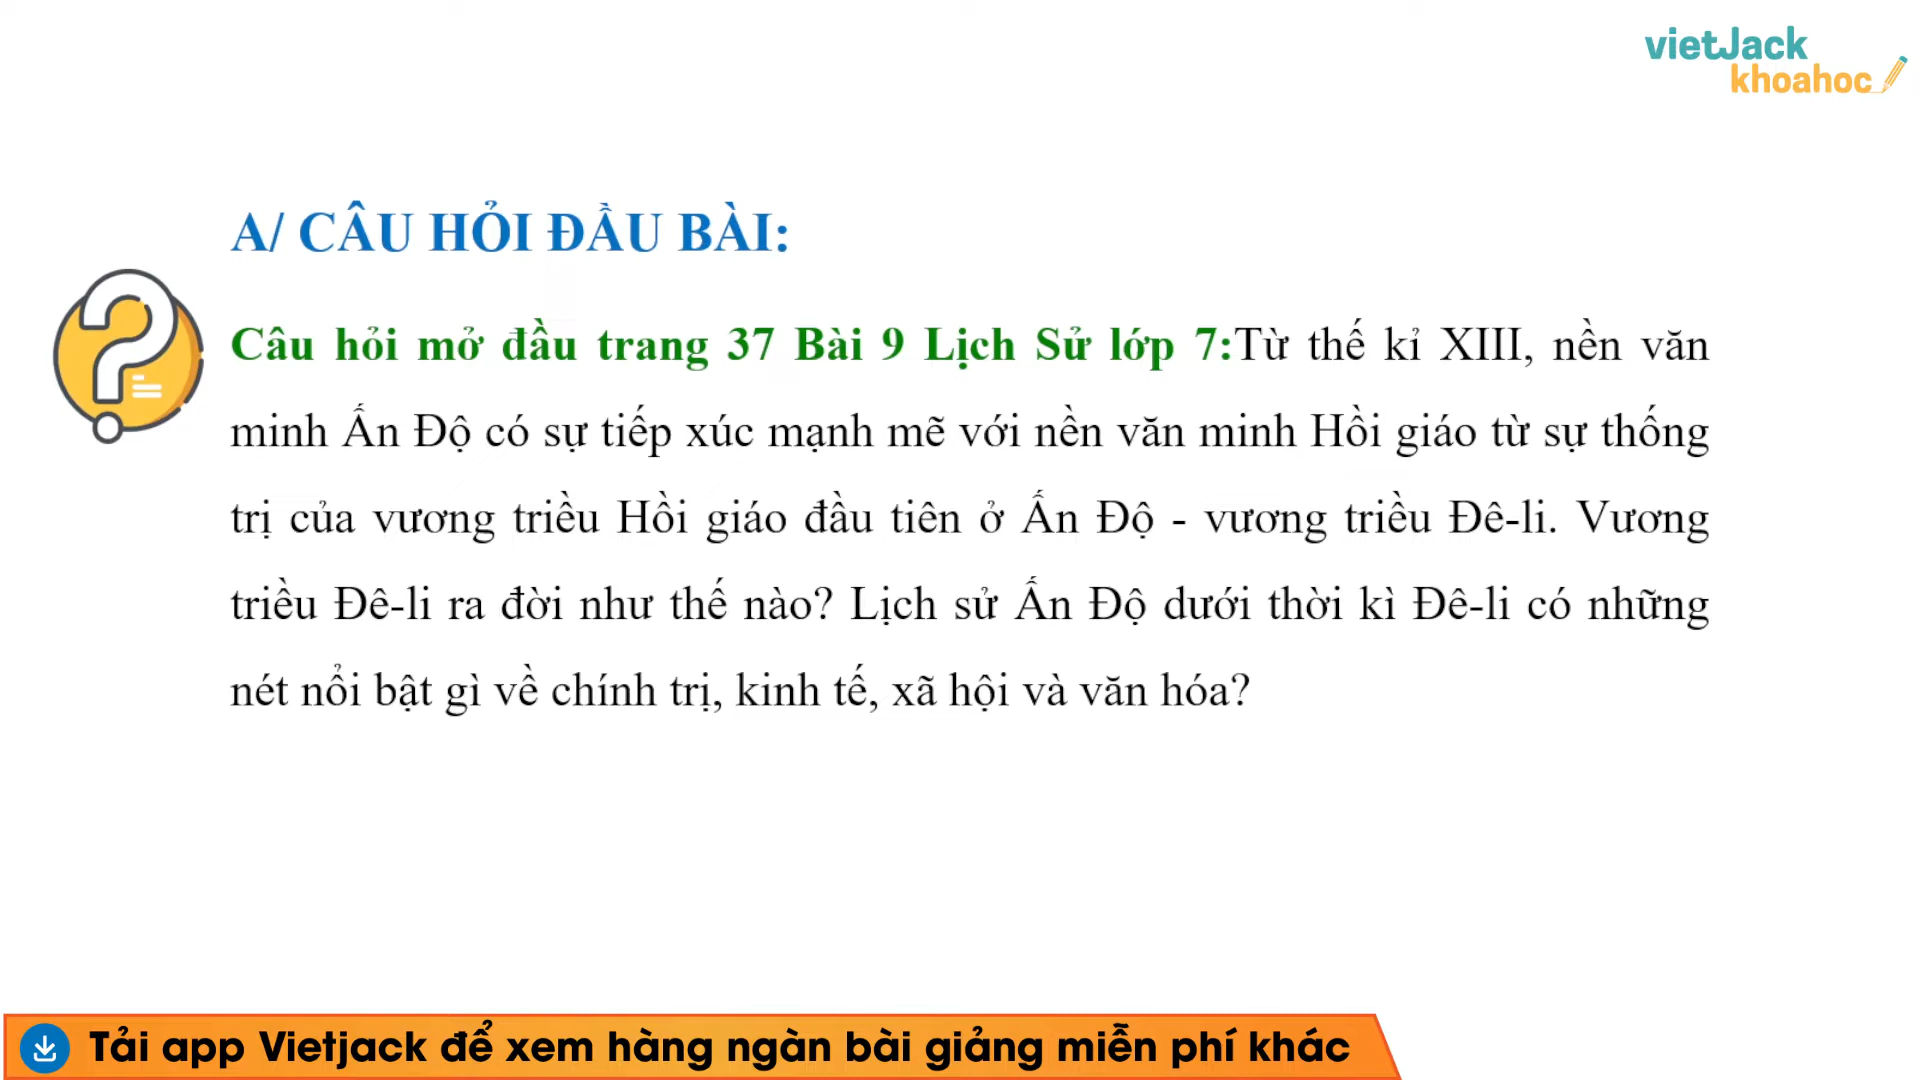 vietJack
khoahoc
A/ CÂU HỎI ĐẦU BÀI:
Câu hỏi mở đầu trang 37 Bài 9 Lịch Sử lớp 7:Từ thế kỉ XIII, nền văn
minh Ấn Độ có sự tiếp xúc mạnh mẽ với nền văn minh Hồi giáo từ sự thống
trị của vương triều Hồi giáo đầu tiên ở Ấn Độ - vương triều Đê-li. Vương
triều Đê-li ra đời như thế nào? Lịch sử Ấn Độ dưới thời kì Đê-li có những
nét nổi bật gì về chính trị, kinh tế, xã hội và văn hóa?
Tải app Vietjack để xem hàng ngàn bài giảng miễn phí khác